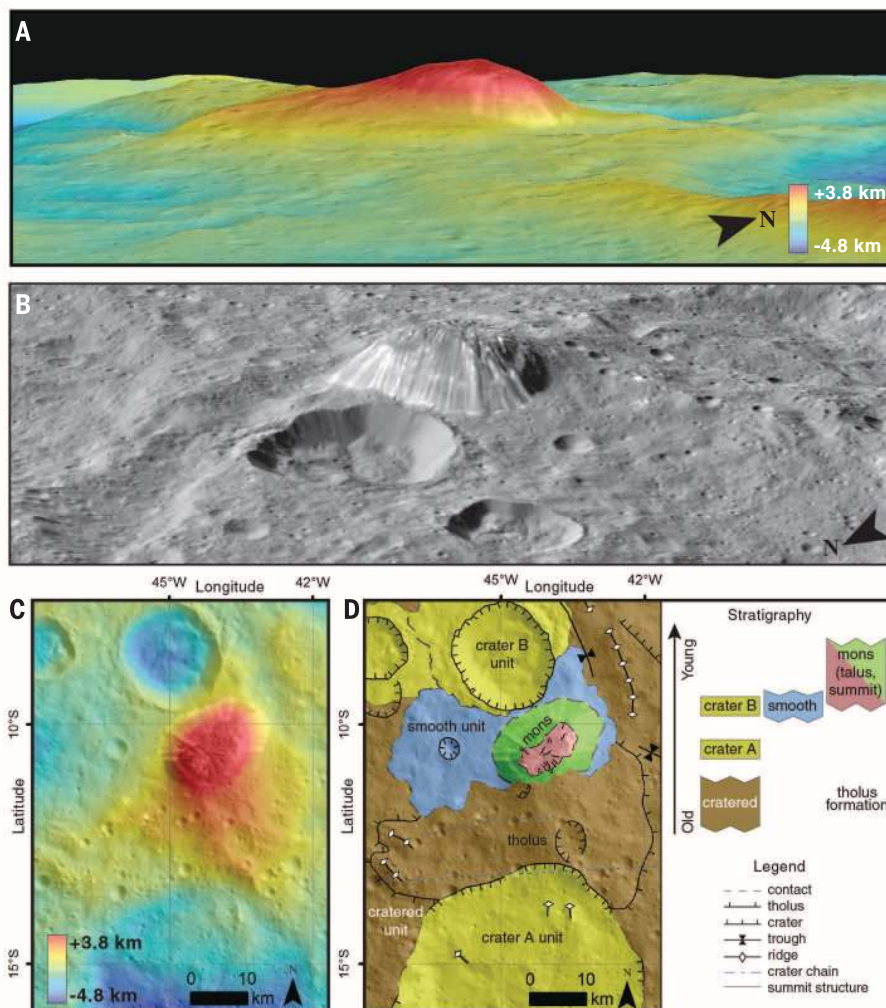 A
+3.8 km
N
-4.8 km
B
N
Longitude
45°W
42°W
Longitude
45°W
42°W
C
10°S
Latitude
15°S
+3.8 km
-4.8 km
0
10
km
N
D
10°S
Latitude
15°S
crater B
unit
smooth unit
mons
tholus
cratered
unit
crater A unit
0
10
km
N
Stratigraphy
Young
Old
mons
(talus,
summit)
crater B
smooth
crater A
cratered
tholus
formation
Legend
contact
tholus
crater
trough
ridge
crater chain
summit structure